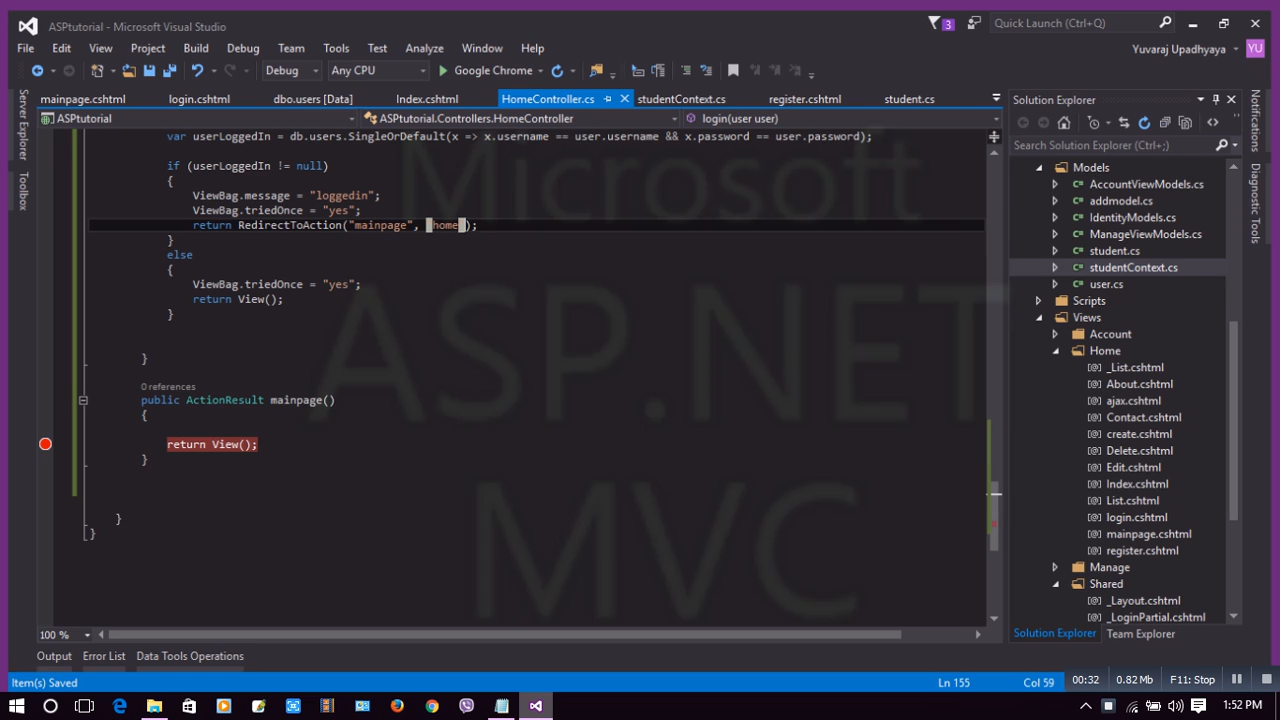 ASPtutorial - Microsoft Visual Studio
3
Quick Launch (Ctrl+;)
File Edit View Project Build Debug Team Tools Test Analyze Window Help
Yuvaraj Upadhyaya YU
Debug Any CPU Google Chrome
mainpage.cshtml login.cshtml dbo.users [Data] Index.cshtml HomeController.cs studentContext.cs register.cshtml student.cs
Solution Explorer
ASPtutorial ASPtutorial.Controllers.HomeController login(user user)
Search Solution Explorer (Ctrl+;)
Server Explorer
Toolbox
Notifications
Diagnostic Tools
var userLoggedIn = db.users.SingleOrDefault(x => x.username == user.username && x.password == user.password);
if (userLoggedIn != null)
{
ViewBag.message = "loggedin";
ViewBag.triedOnce = "yes";
return RedirectToAction("mainpage", "home");
}
else
{
ViewBag.triedOnce = "yes";
return View();
}
}
0 references
public ActionResult mainpage()
{
return View();
}
}
}
Microsoft
ASP.NET
MVC
Models
AccountViewModels.cs
addmodel.cs
IdentityModels.cs
ManageViewModels.cs
student.cs
studentContext.cs
user.cs
Scripts
Views
Account
Home
_List.cshtml
About.cshtml
ajax.cshtml
Contact.cshtml
create.cshtml
Delete.cshtml
Edit.cshtml
Index.cshtml
List.cshtml
login.cshtml
mainpage.cshtml
register.cshtml
Manage
Shared
_Layout.cshtml
_LoginPartial.cshtml
100 %
Solution Explorer Team Explorer
Output Error List Data Tools Operations
Item(s) Saved Ln 155 Col 59 00:32 0.82 Mb F11: Stop
1:52 PM